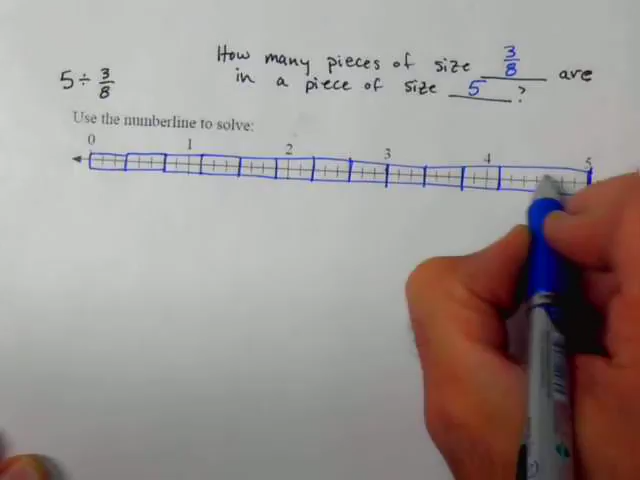 How many pieces of size 3/8 are
5 ÷ 3/8
in a piece of size 5 ?
Use the numberline to solve:
0 1 2 3 4 5